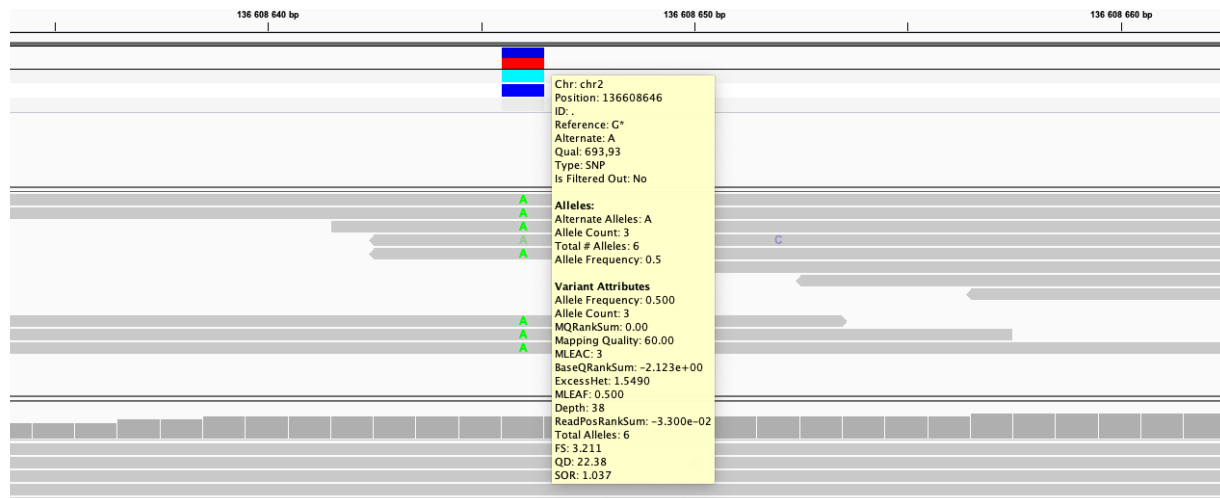 136 608 640 bp 136 608 650 bp 136 608 660 bp
Chr: chr2
Position: 136608646
ID: .
Reference: G*
Alternate: A
Qual: 693,93
Type: SNP
Is Filtered Out: No
Alleles:
Alternate Alleles: A
Allele Count: 3
Total # Alleles: 6
Allele Frequency: 0.5
Variant Attributes
Allele Frequency: 0.500
Allele Count: 3
MQRankSum: 0.00
Mapping Quality: 60.00
MLEAC: 3
BaseQRankSum: -2.123e+00
ExcessHet: 1.5490
MLEAF: 0.500
Depth: 38
ReadPosRankSum: -3.300e-02
Total Alleles: 6
FS: 3.211
QD: 22.38
SOR: 1.037
A
A
A
A C
A
A
A
A